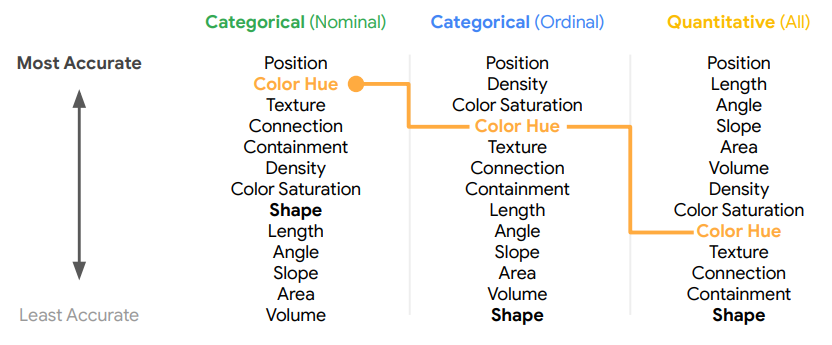 Categorical (Nominal) Categorical (Ordinal) Quantitative (All)
Most Accurate Position Position Position
Color Hue Density Length
Texture Color Saturation Angle
Connection Color Hue Slope
Containment Texture Area
Density Connection Volume
Color Saturation Containment Density
Shape Length Color Saturation
Length Angle Color Hue
Angle Slope Texture
Slope Area Connection
Area Volume Containment
Least Accurate Volume Shape Shape